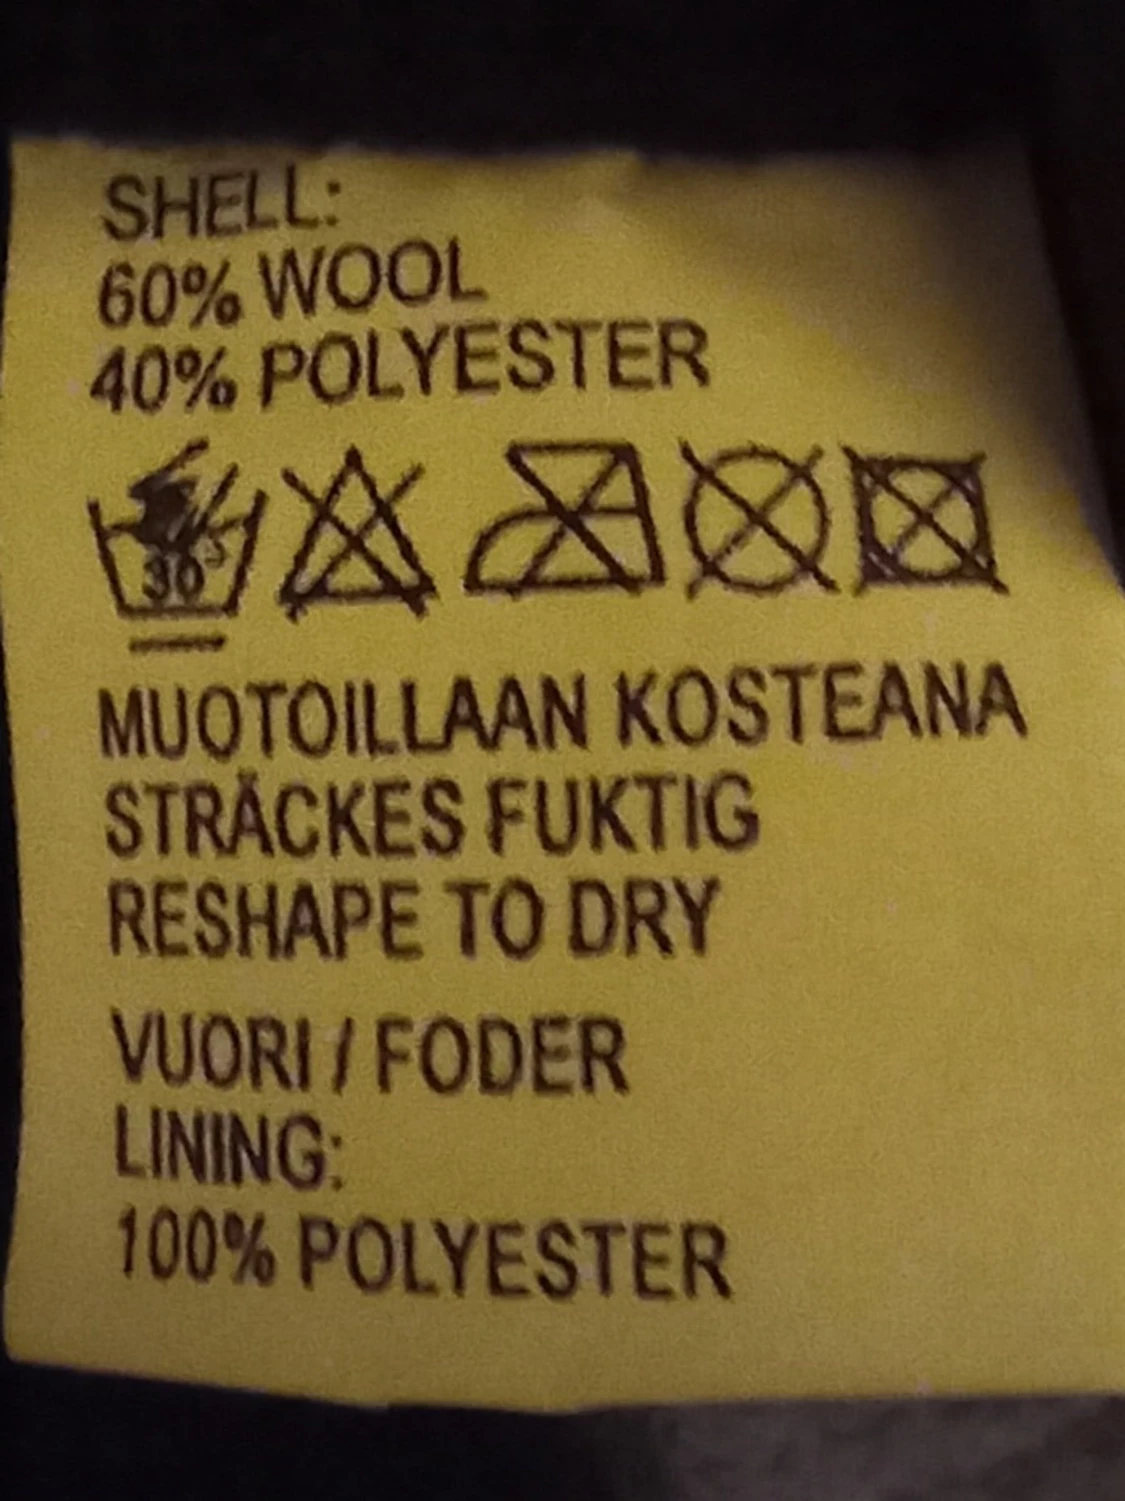 SHELL:
60% WOOL
40% POLYESTER
30°
MUOTOILLAAN KOSTEANA
STRÄCKES FUKTIG
RESHAPE TO DRY
VUORI / FODER
LINING:
100% POLYESTER